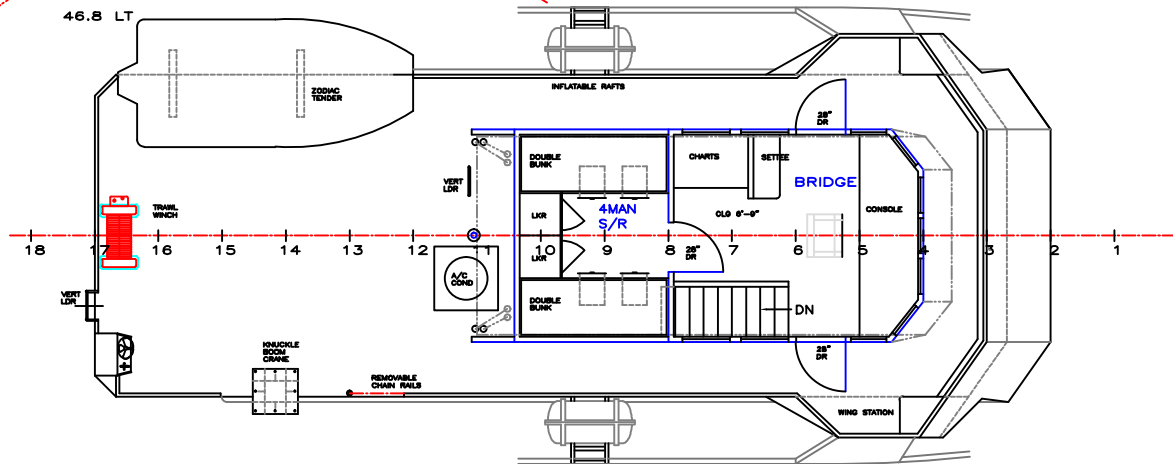 46.8 LT
ZODIAC
TENDER
INFLATABLE RAFTS
28"
DR
DOUBLE
BUNK
CHARTS
SETTEE
VERT
LDR
BRIDGE
TRAWL
WINCH
LKR
4MAN
S/R
CLG 6'-9"
CONSOLE
18 17 16 15 14 13 12 11 10 9 8 7 6 5 4 3 2 1
LKR
28"
DR
A/C
COND
VERT
LDR
DOUBLE
BUNK
DN
KNUCKLE
BOOM
CRANE
28"
DR
REMOVABLE
CHAIN RAILS
WING STATION